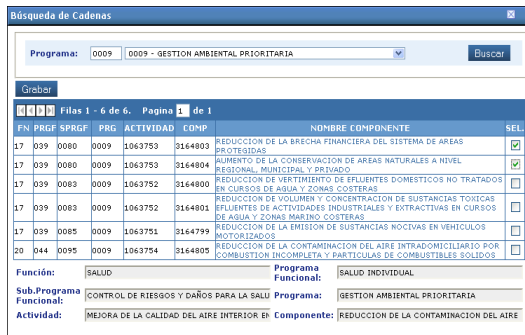 Búsqueda de Cadenas
Programa: 0009 0009 - GESTION AMBIENTAL PRIORITARIA Buscar
Grabar
Filas 1 - 6 de 6. Pagina 1 de 1
FN PRGF SPRGF PRG ACTIVIDAD COMP NOMBRE COMPONENTE SEL.
17 039 0080 0009 1063753 3164803 REDUCCION DE LA BRECHA FINANCIERA DEL SISTEMA DE AREAS
PROTEGIDAS
17 039 0080 0009 1063753 3164804 AUMENTO DE LA CONSERVACION DE AREAS NATURALES A NIVEL
REGIONAL, MUNICIPAL Y PRIVADO
17 039 0083 0009 1063752 3164800 REDUCCION DE VERTIMIENTO DE EFLUENTES DOMESTICOS NO TRATADOS
EN CURSOS DE AGUA Y ZONAS COSTERAS
17 039 0083 0009 1063752 3164801 REDUCCION DE VOLUMEN Y CONCENTRACION DE SUSTANCIAS TOXICAS
EFLUENTES DE ACTIVIDADES INDUSTRIALES Y EXTRACTIVAS EN CURSOS
DE AGUA Y ZONAS MARINO COSTERAS
17 039 0085 0009 1063751 3164799 REDUCCION DE LA EMISION DE SUSTANCIAS NOCIVAS EN VEHICULOS
MOTORIZADOS
20 044 0095 0009 1063754 3164805 REDUCCION DE LA CONTAMINACION DEL AIRE INTRADOMICILIARIO POR
COMBUSTION INCOMPLETA Y PARTICULAS DE COMBUSTIBLES SOLIDOS
Función: SALUD Programa Funcional: SALUD INDIVIDUAL
Sub.Programa Funcional: CONTROL DE RIESGOS Y DAÑOS PARA LA SALU Programa: GESTION AMBIENTAL PRIORITARIA
Actividad: MEJORA DE LA CALIDAD DEL AIRE INTERIOR EN Componente: REDUCCION DE LA CONTAMINACION DEL AIRE